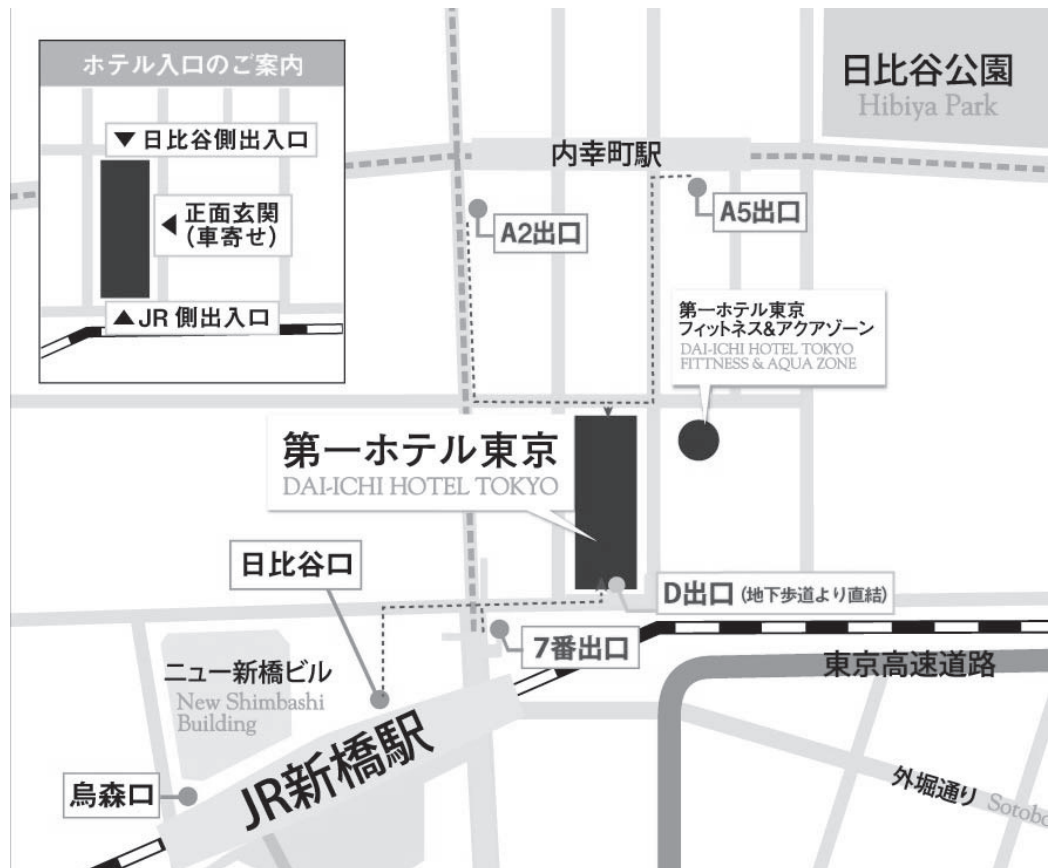 ホテル入口のご案内
▼日比谷側出入口
◀正面玄関
(車寄せ)
▲JR側出入口
日比谷公園
Hibiya Park
内幸町駅
A2出口
A5出口
第一ホテル東京
フィットネス&アクアゾーン
DAI-ICHI HOTEL TOKYO
FITTNESS & AQUA ZONE
第一ホテル東京
DAI-ICHI HOTEL TOKYO
日比谷口
D出口 (地下歩道より直結)
7番出口
東京高速道路
ニュー新橋ビル
New Shimbashi
Building
JR新橋駅
烏森口
外堀通り Sotobo